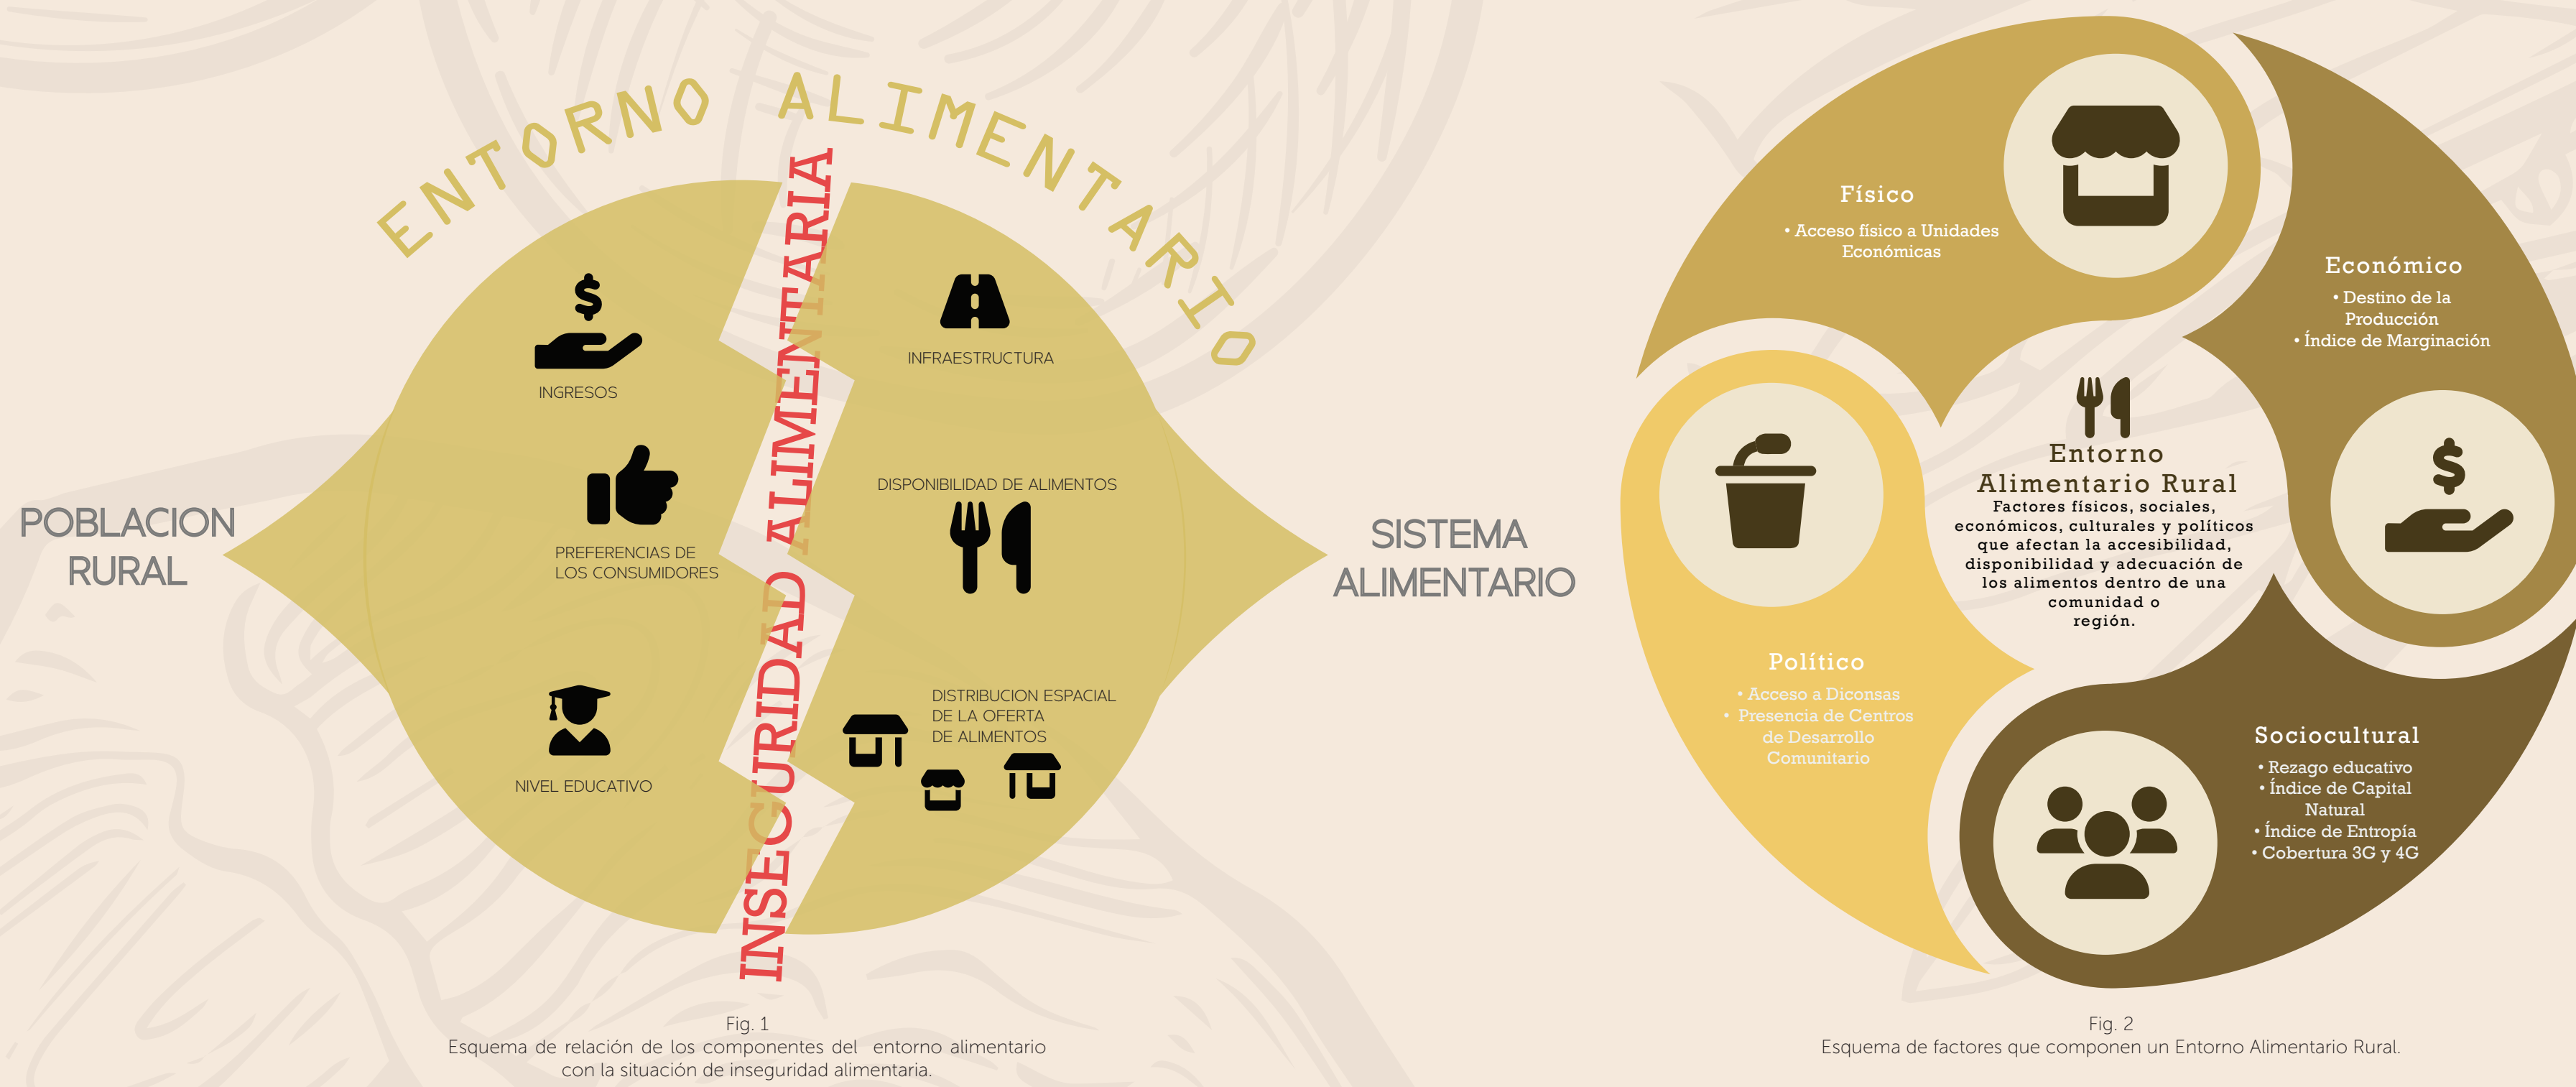 ENTORNO ALIMENTARIO
INSEGURIDAD ALIMENTARIA
POBLACION
RURAL
INGRESOS
PREFERENCIAS DE
LOS CONSUMIDORES
NIVEL EDUCATIVO
INFRAESTRUCTURA
DISPONIBILIDAD DE ALIMENTOS
DISTRIBUCION ESPACIAL
DE LA OFERTA
DE ALIMENTOS
SISTEMA
ALIMENTARIO
Fig. 1
Esquema de relación de los componentes del entorno alimentario
con la situación de inseguridad alimentaria.
Físico
• Acceso físico a Unidades
Económicas
Económico
• Destino de la
Producción
• Índice de Marginación
Entorno
Alimentario Rural
Factores físicos, sociales,
económicos, culturales y políticos
que afectan la accesibilidad,
disponibilidad y adecuación de
los alimentos dentro de una
comunidad o
región.
Político
• Acceso a Diconsas
• Presencia de Centros
de Desarrollo
Comunitario
Sociocultural
• Rezago educativo
• Índice de Capital
Natural
• Índice de Entropía
• Cobertura 3G y 4G
Fig. 2
Esquema de factores que componen un Entorno Alimentario Rural.